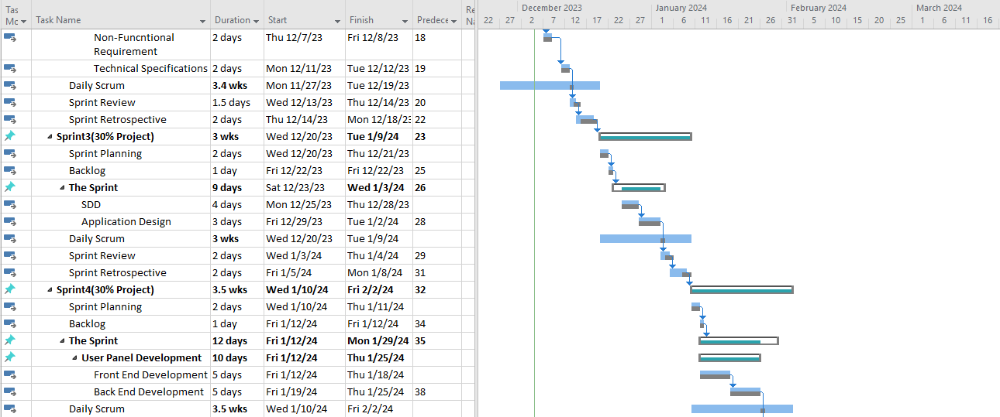 Tas Mc Task Name Duration Start Finish Predece Re Na
December 2023 January 2024 February 2024 March 2024
22 27 2 7 12 17 22 27 1 6 11 16 21 26 31 5 10 15 20 25 1 6 11 16
Non-Funcntional 2 days Thu 12/7/23 Fri 12/8/23 18
Requirement
Technical Specifications 2 days Mon 12/11/23 Tue 12/12/23 19
Daily Scrum 3.4 wks Mon 11/27/23 Tue 12/19/23
Sprint Review 1.5 days Wed 12/13/23 Thu 12/14/23 20
Sprint Retrospective 2 days Thu 12/14/23 Mon 12/18/23 22
Sprint3(30% Project) 3 wks Wed 12/20/23 Tue 1/9/24 23
Sprint Planning 2 days Wed 12/20/23 Thu 12/21/23
Backlog 1 day Fri 12/22/23 Fri 12/22/23 25
The Sprint 9 days Sat 12/23/23 Wed 1/3/24 26
SDD 4 days Mon 12/25/23 Thu 12/28/23
Application Design 3 days Fri 12/29/23 Tue 1/2/24 28
Daily Scrum 3 wks Wed 12/20/23 Tue 1/9/24
Sprint Review 2 days Wed 1/3/24 Thu 1/4/24 29
Sprint Retrospective 2 days Fri 1/5/24 Mon 1/8/24 31
Sprint4(30% Project) 3.5 wks Wed 1/10/24 Fri 2/2/24 32
Sprint Planning 2 days Wed 1/10/24 Thu 1/11/24
Backlog 1 day Fri 1/12/24 Fri 1/12/24 34
The Sprint 12 days Fri 1/12/24 Mon 1/29/24 35
User Panel Development 10 days Fri 1/12/24 Thu 1/25/24
Front End Development 5 days Fri 1/12/24 Thu 1/18/24
Back End Development 5 days Fri 1/19/24 Thu 1/25/24 38
Daily Scrum 3.5 wks Wed 1/10/24 Fri 2/2/24